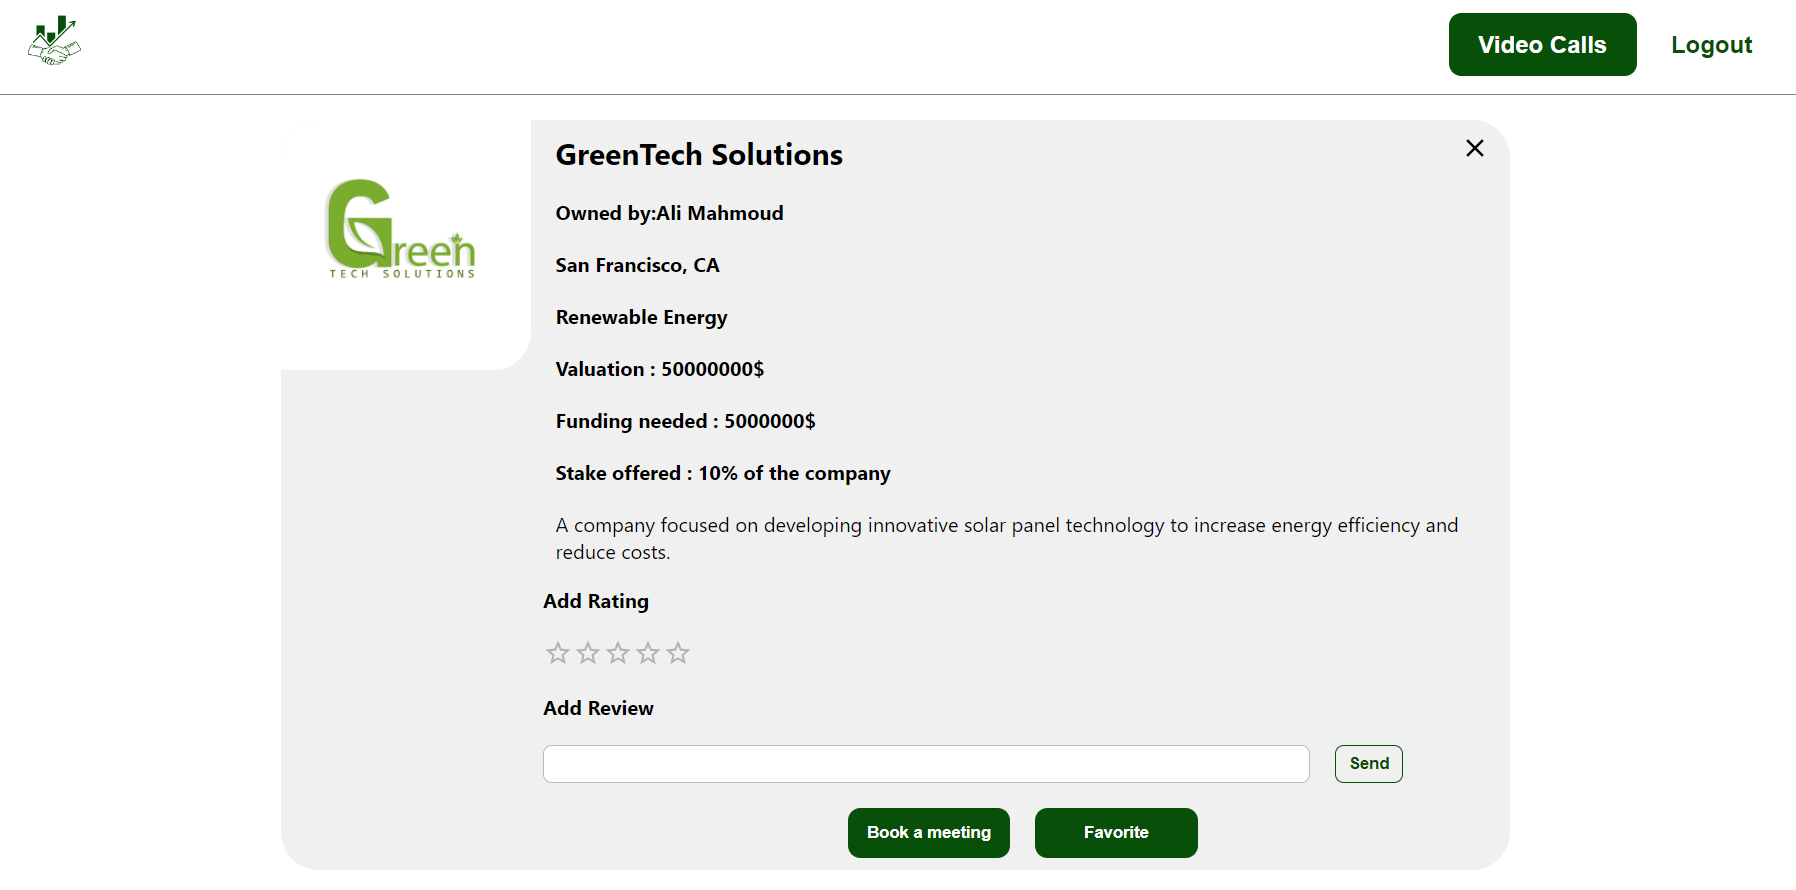 Video Calls
Logout
Green
TECH SOLUTIONS
GreenTech Solutions
Owned by:Ali Mahmoud
San Francisco, CA
Renewable Energy
Valuation : 50000000$
Funding needed : 5000000$
Stake offered : 10% of the company
A company focused on developing innovative solar panel technology to increase energy efficiency and
reduce costs.
Add Rating
Add Review
Send
Book a meeting
Favorite